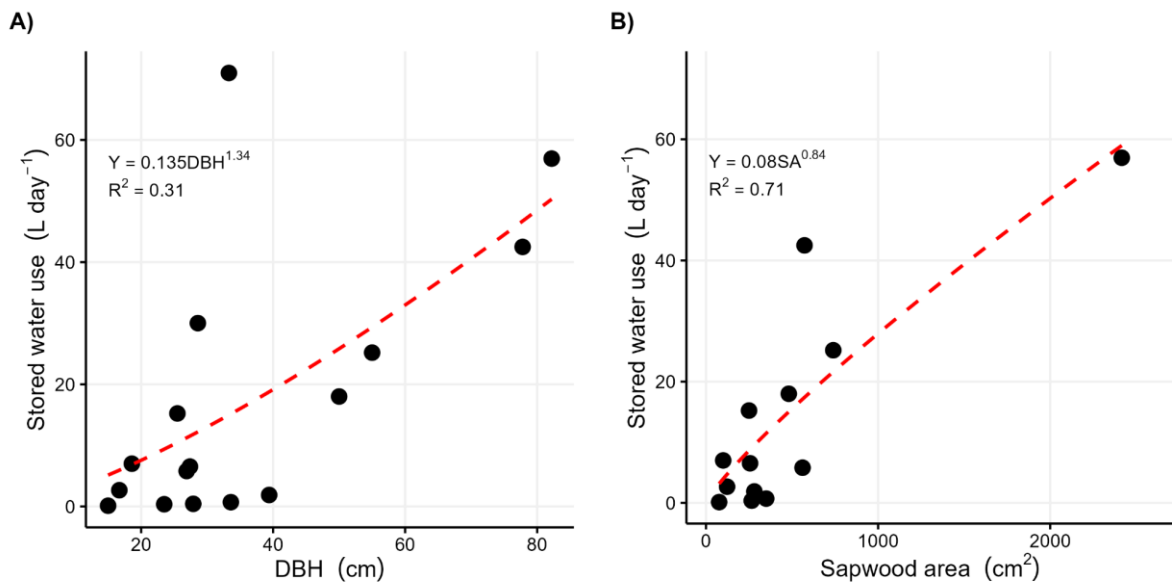 A)
Stored water use (L day⁻¹)
60
40
20
0
Y = 0.135DBH¹·³⁴
R² = 0.31
20 40 60 80
DBH (cm)
B)
Stored water use (L day⁻¹)
60
40
20
0
Y = 0.08SA⁰·⁸⁴
R² = 0.71
0 1000 2000
Sapwood area (cm²)